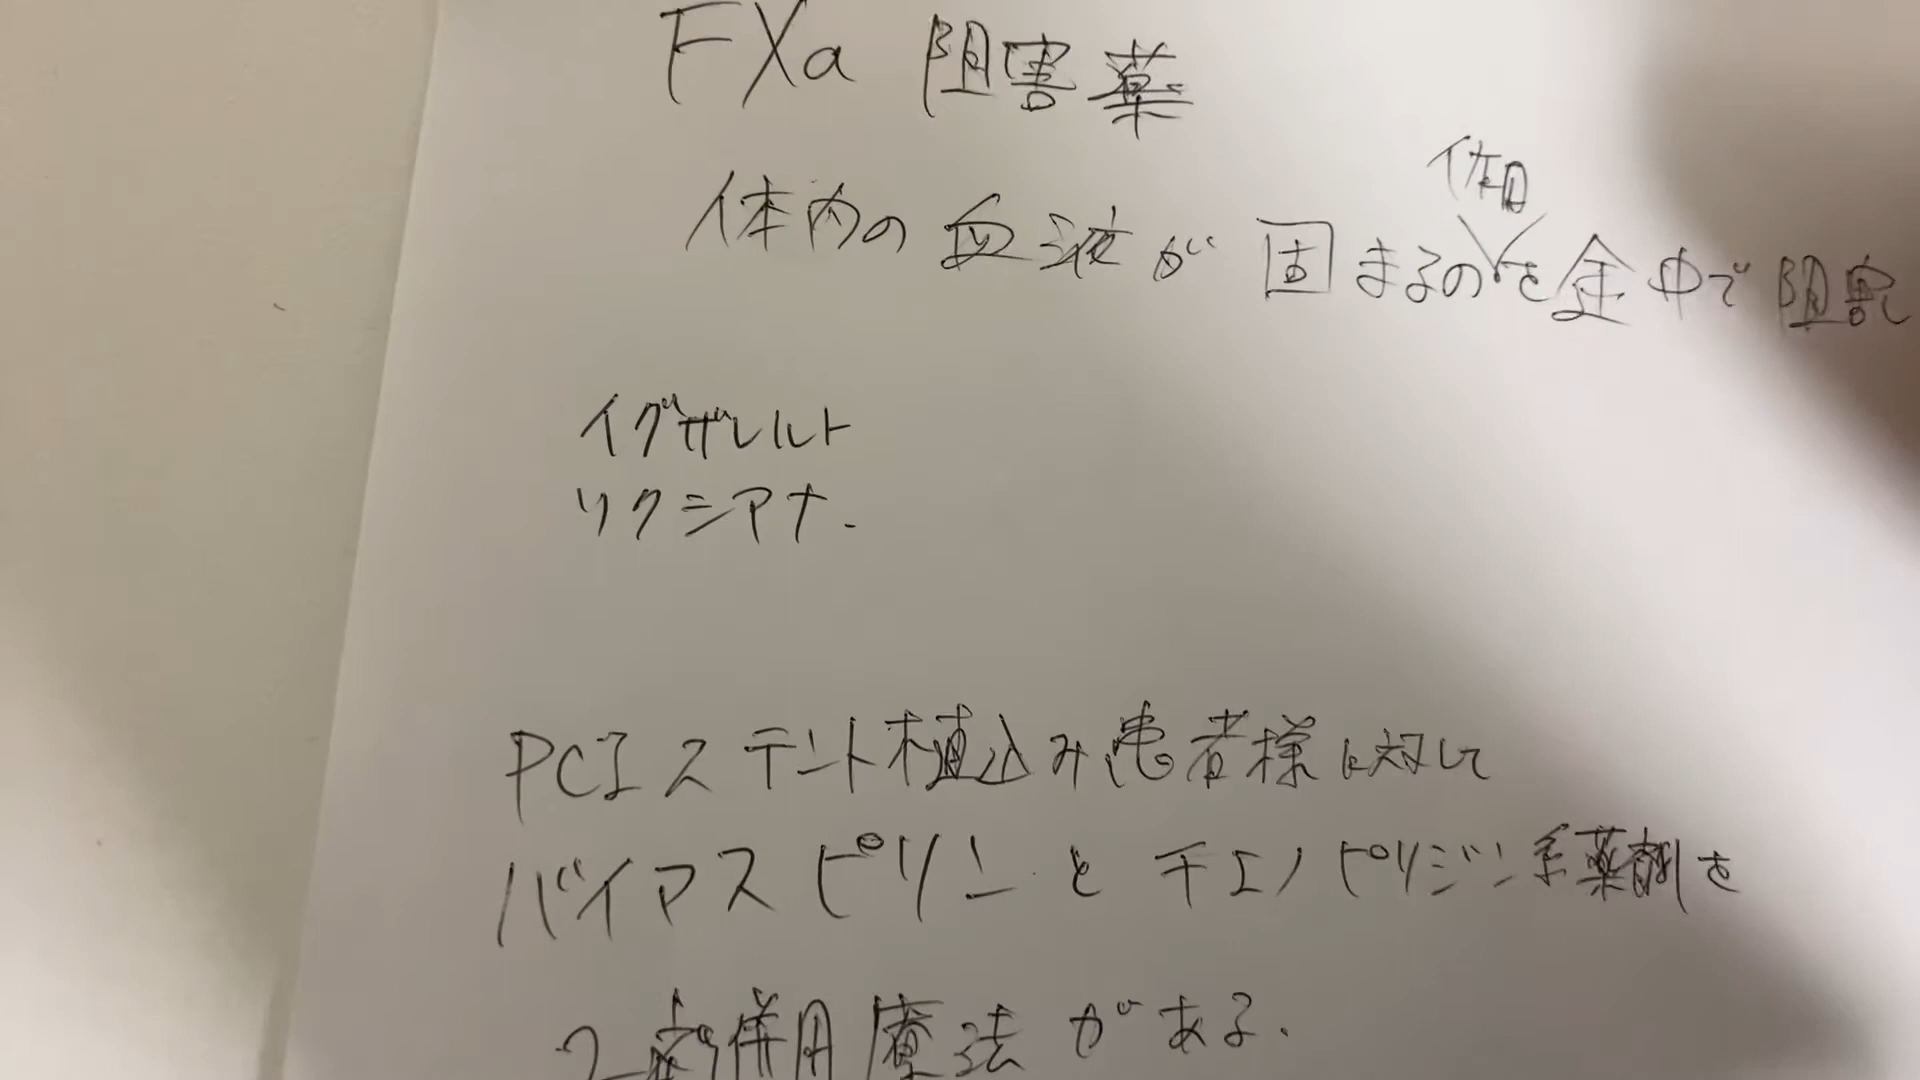 FXa 阻害薬
体内の血液が固まるの作用を途中で阻害
イグザレルト
リクシアナ.
PCIステント植込み患者様に対して
バイアスピリンとチエノピリジン系薬剤を
2剤併用療法がある.